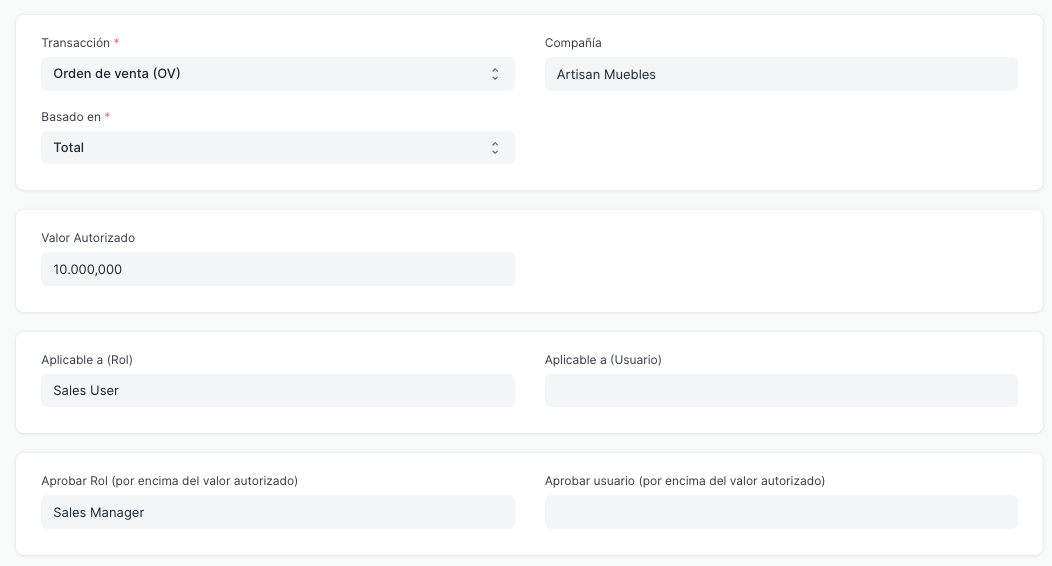 Transacción *
Orden de venta (OV)
Compañía
Artisan Muebles
Basado en *
Total
Valor Autorizado
10.000,000
Aplicable a (Rol)
Sales User
Aplicable a (Usuario)
Aprobar Rol (por encima del valor autorizado)
Sales Manager
Aprobar usuario (por encima del valor autorizado)